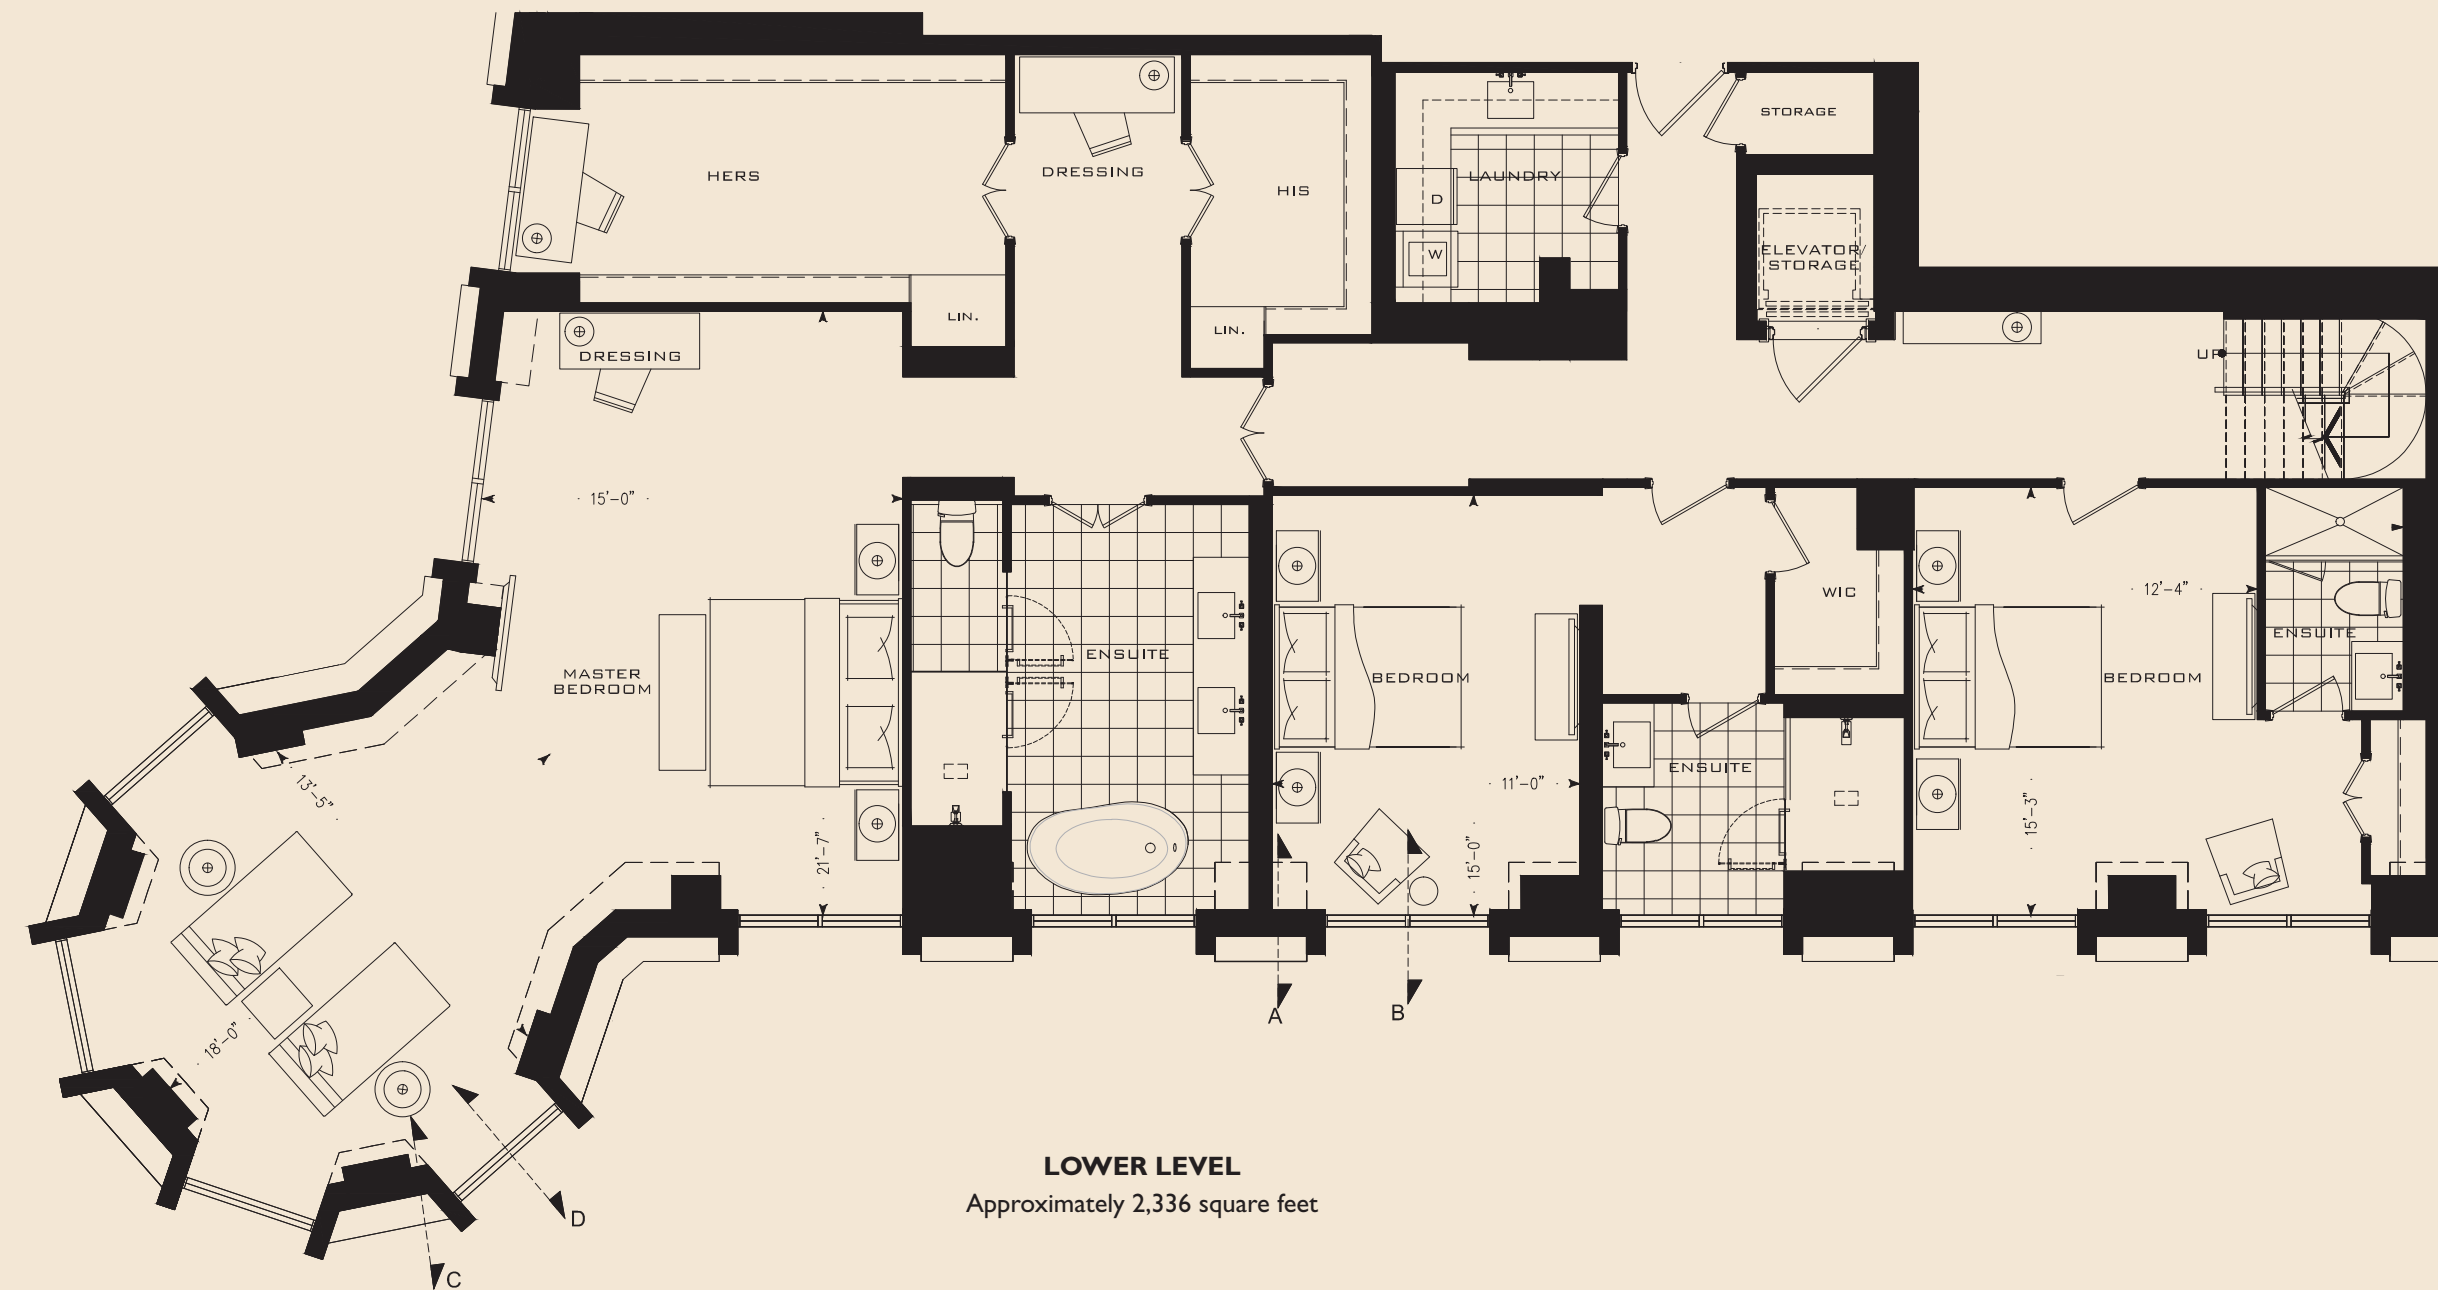 STORAGE
HERS
DRESSING
HIS
LAUNDRY
D
W
ELEVATOR/
STORAGE
LIN.
LIN.
DRESSING
UP
15'-0"
WIC
12'-4"
ENSUITE
MASTER
BEDROOM
ENSUITE
BEDROOM
BEDROOM
ENSUITE
13'-5"
11'-0"
21'-7"
15'-0"
15'-3"
18'-0"
A
B
LOWER LEVEL
Approximately 2,336 square feet
D
C